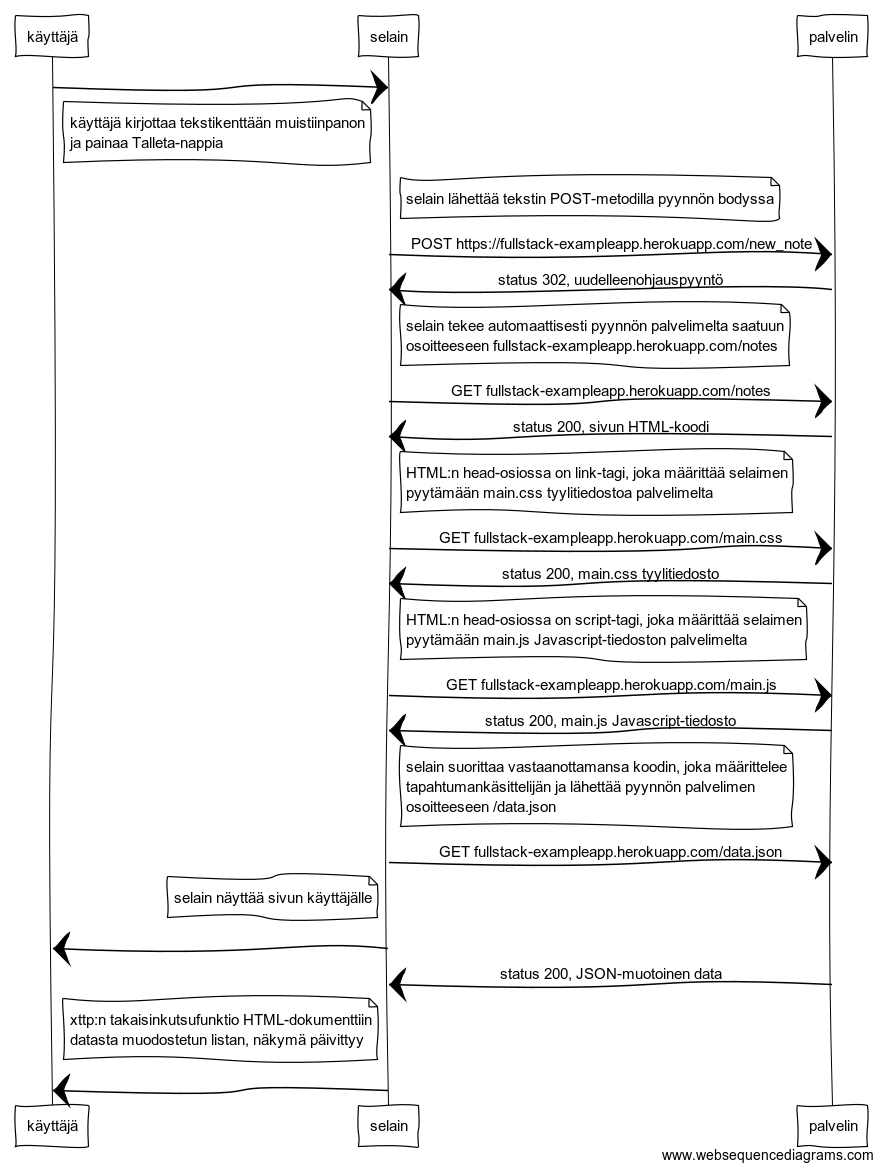 käyttäjä selain palvelin
käyttäjä kirjottaa tekstikenttään muistiinpanon
ja painaa Talleta-nappia
selain lähettää tekstin POST-metodilla pyynnön bodyssa
POST https://fullstack-exampleapp.herokuapp.com/new_note
status 302, uudelleenohjauspyyntö
selain tekee automaattisesti pyynnön palvelimelta saatuun
osoitteeseen fullstack-exampleapp.herokuapp.com/notes
GET fullstack-exampleapp.herokuapp.com/notes
status 200, sivun HTML-koodi
HTML:n head-osiossa on link-tagi, joka määrittää selaimen
pyytämään main.css tyylitiedostoa palvelimelta
GET fullstack-exampleapp.herokuapp.com/main.css
status 200, main.css tyylitiedosto
HTML:n head-osiossa on script-tagi, joka määrittää selaimen
pyytämään main.js Javascript-tiedoston palvelimelta
GET fullstack-exampleapp.herokuapp.com/main.js
status 200, main.js Javascript-tiedosto
selain suorittaa vastaanottamansa koodin, joka määrittelee
tapahtumankäsittelijän ja lähettää pyynnön palvelimen
osoitteeseen /data.json
GET fullstack-exampleapp.herokuapp.com/data.json
selain näyttää sivun käyttäjälle
status 200, JSON-muotoinen data
xttp:n takaisinkutsufunktio HTML-dokumenttiin
datasta muodostetun listan, näkymä päivittyy
käyttäjä selain palvelin
www.websequencediagrams.com